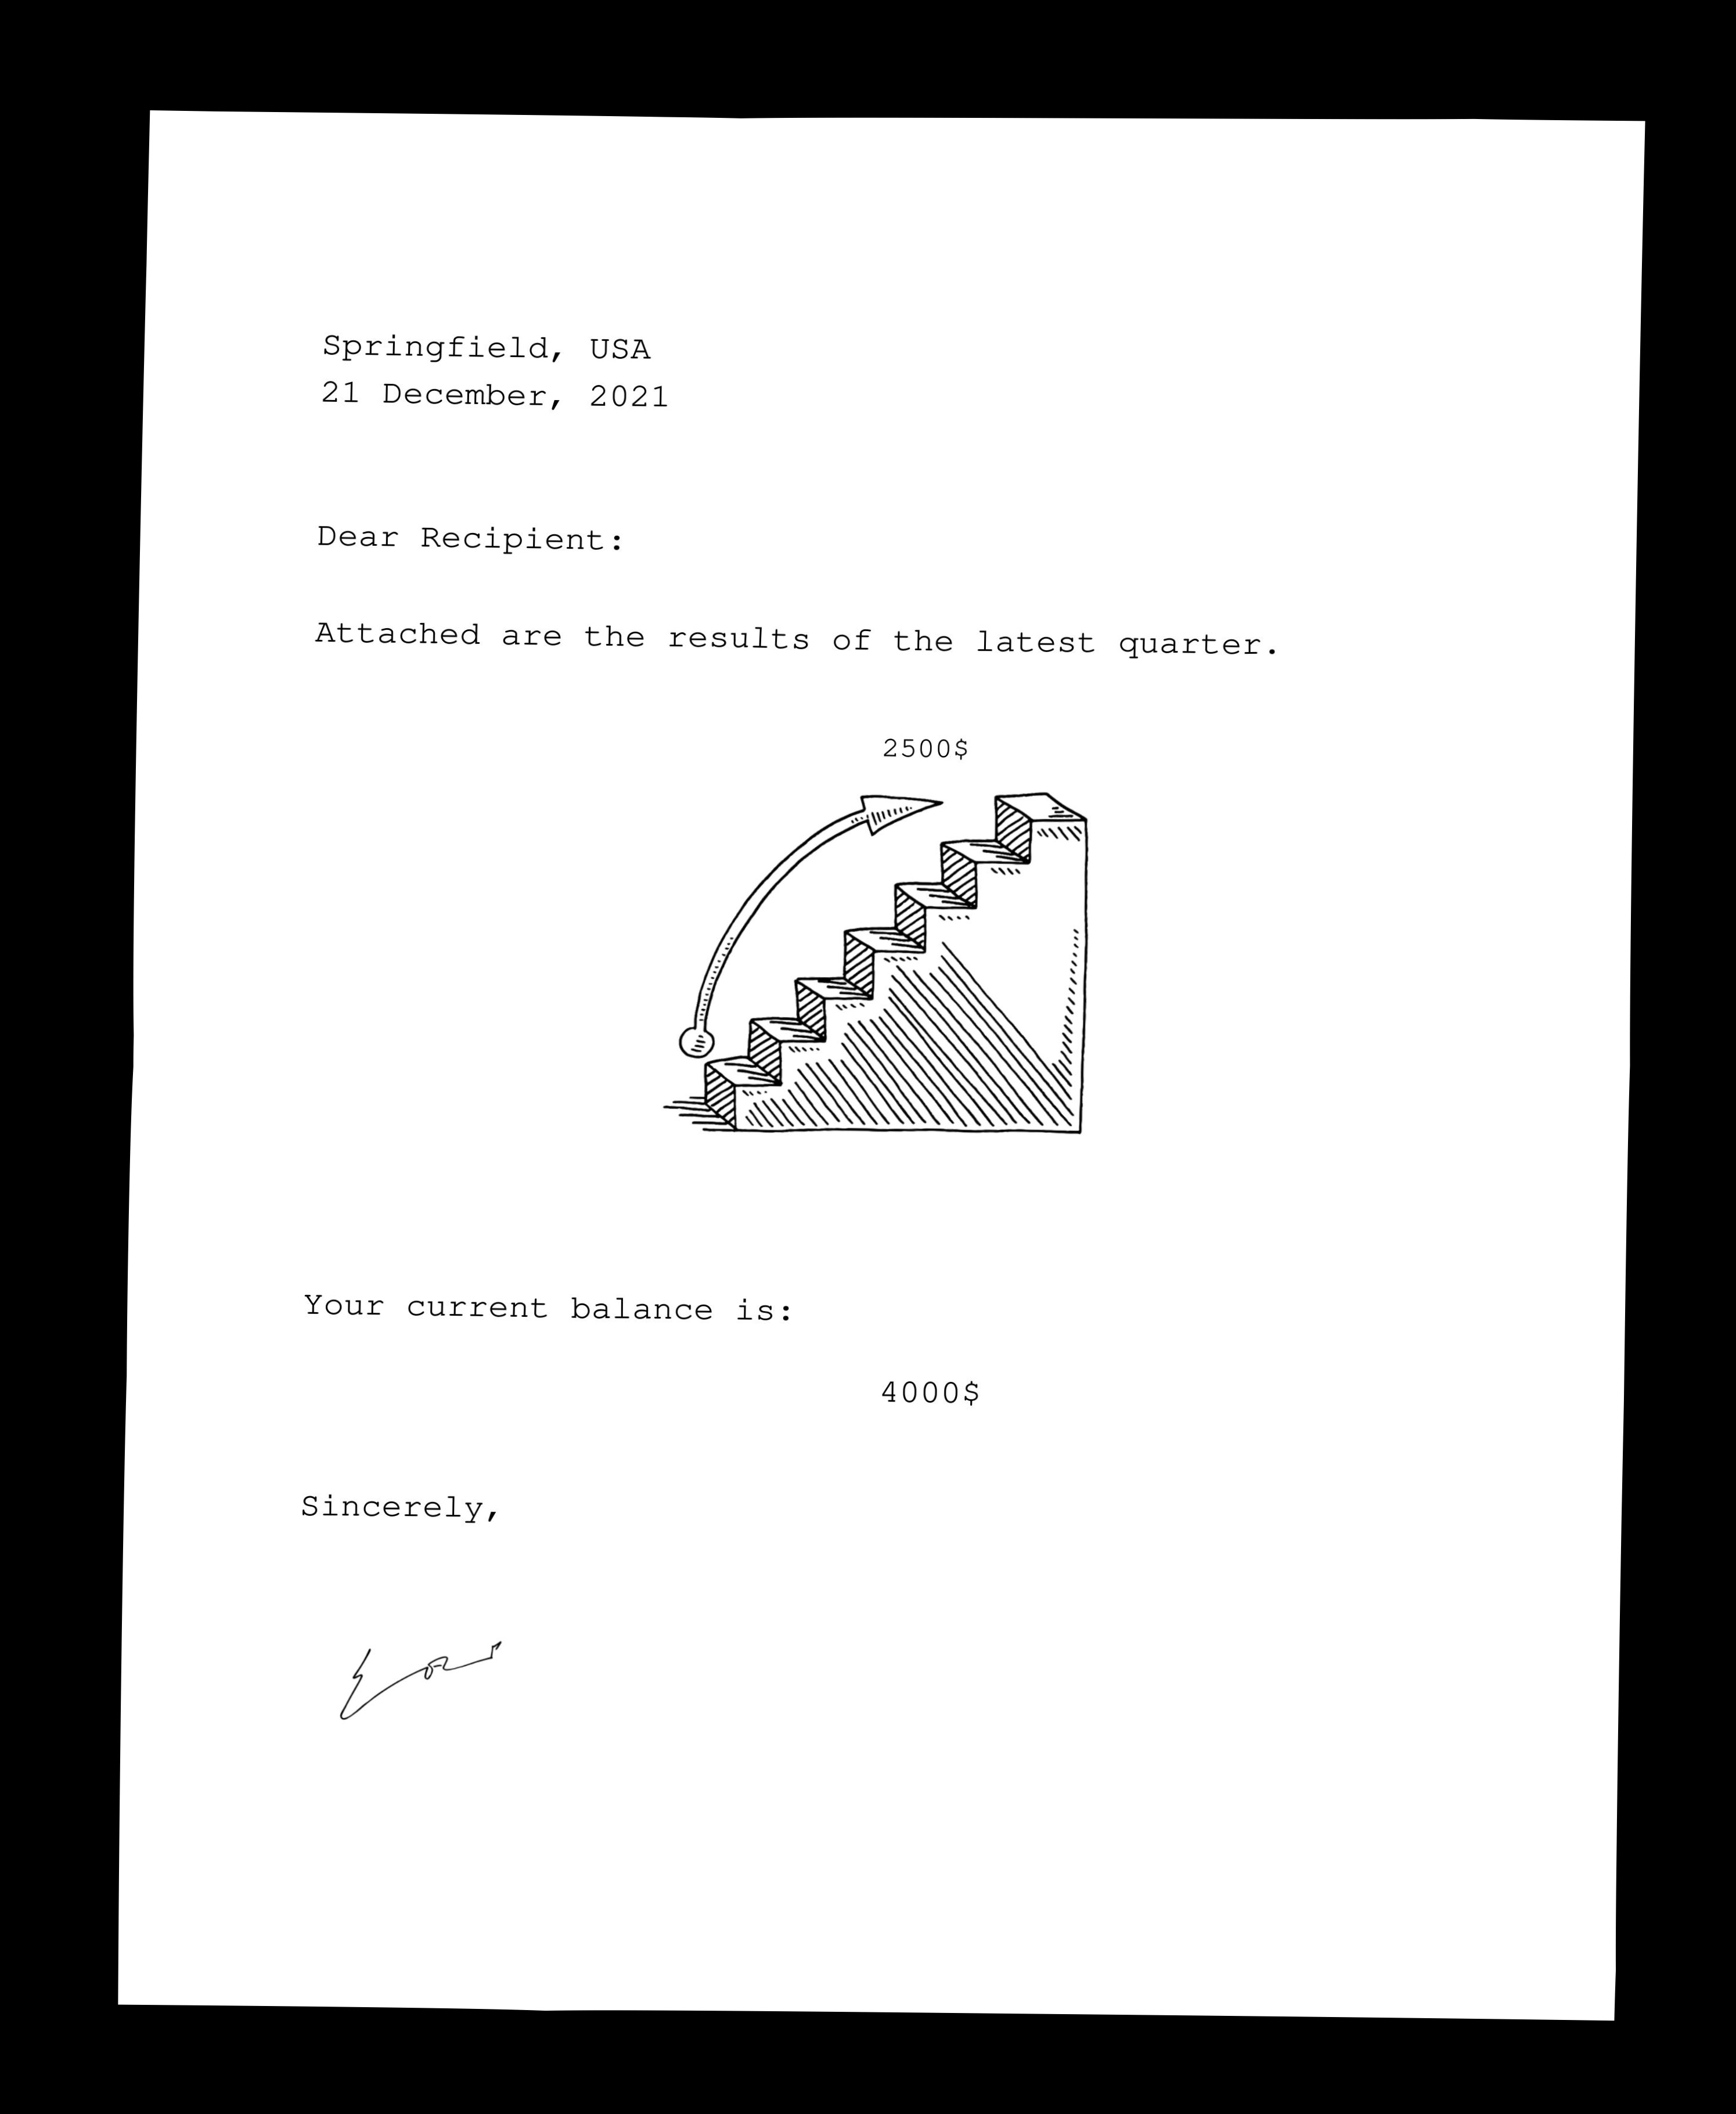 Springfield, USA
21 December, 2021
Dear Recipient:
Attached are the results of the latest quarter.
2500$
Your current balance is:
4000$
Sincerely,